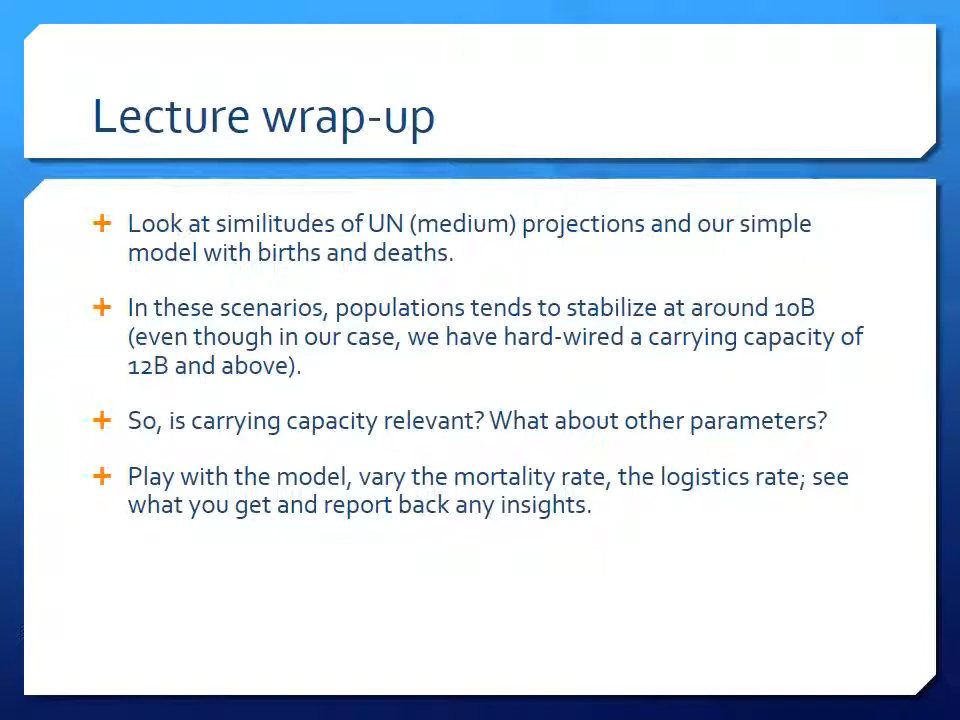 Lecture wrap-up
Look at similitudes of UN (medium) projections and our simple
model with births and deaths.
In these scenarios, populations tends to stabilize at around 10B
(even though in our case, we have hard-wired a carrying capacity of
12B and above).
So, is carrying capacity relevant? What about other parameters?
Play with the model, vary the mortality rate, the logistics rate; see
what you get and report back any insights.